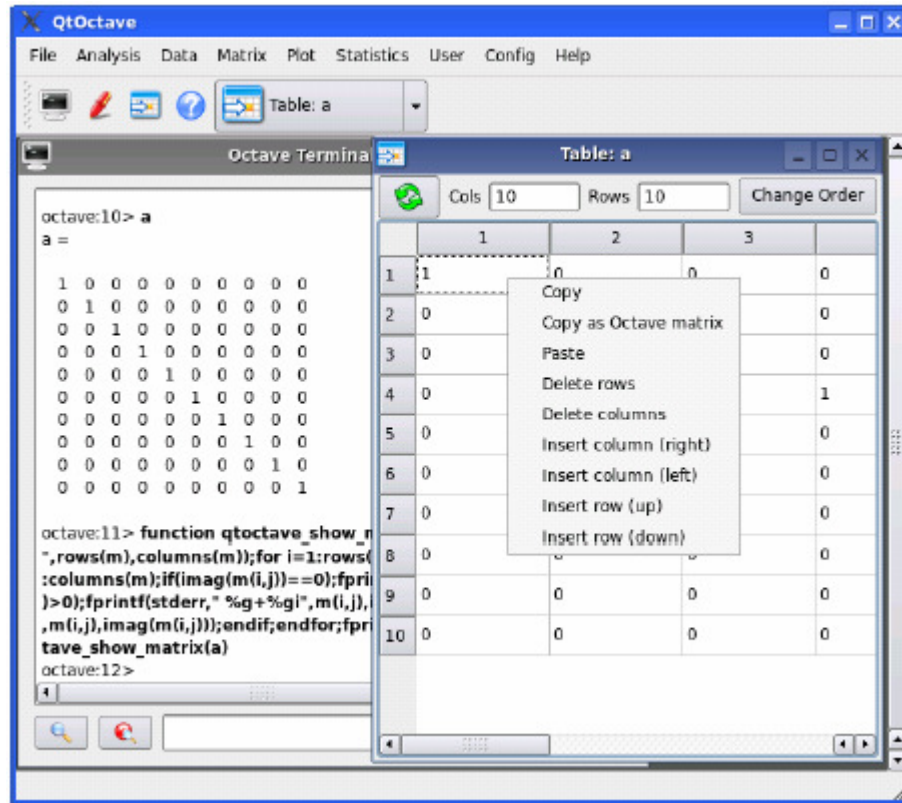 QtOctave
File Analysis Data Matrix Plot Statistics User Config Help
Table: a
Octave Termina
octave:10> a
a =
1 0 0 0 0 0 0 0 0 0
0 1 0 0 0 0 0 0 0 0
0 0 1 0 0 0 0 0 0 0
0 0 0 1 0 0 0 0 0 0
0 0 0 0 1 0 0 0 0 0
0 0 0 0 0 1 0 0 0 0
0 0 0 0 0 0 1 0 0 0
0 0 0 0 0 0 0 1 0 0
0 0 0 0 0 0 0 0 1 0
0 0 0 0 0 0 0 0 0 1
octave:11> function qtoctave_show_m
",rows(m),columns(m));for i=1:rows(
:columns(m);if(imag(m(i,j))==0);fpri
)>0);fprintf(stderr," %g+%gi",m(i,j),i
,m(i,j),imag(m(i,j)));endif;endfor;fpri
tave_show_matrix(a)
octave:12>
Table: a
Cols 10 Rows 10 Change Order
1 2 3
1 1 0 0 0
2 0 0
3 0 0
4 0 1
5 0 0
6 0 0
7 0 0
8 0 0
9 0 0 0 0
10 0 0 0 0
Copy
Copy as Octave matrix
Paste
Delete rows
Delete columns
Insert column (right)
Insert column (left)
Insert row (up)
Insert row (down)